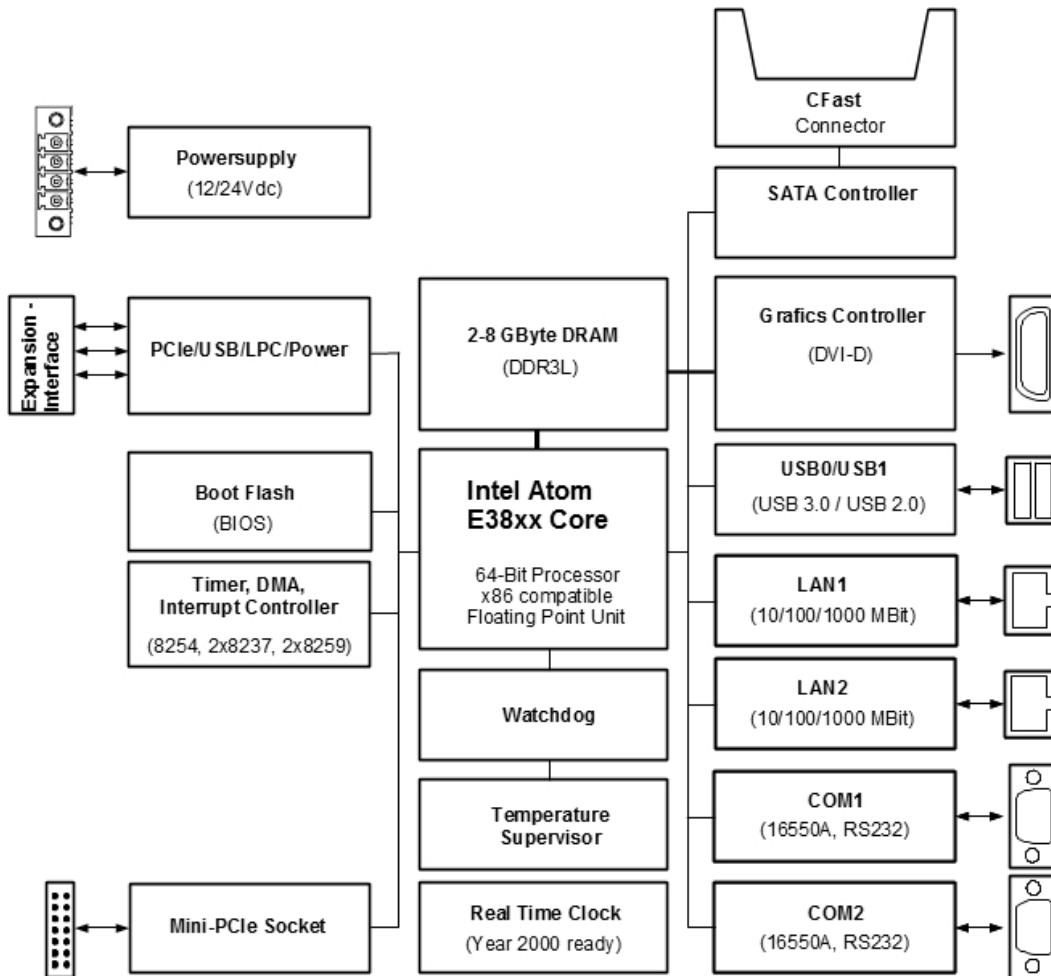 CFast
Connector
Powersupply
(12/24Vdc)
SATA Controller
Expansion -
Interface
PCIe/USB/LPC/Power
2-8 GByte DRAM
(DDR3L)
Grafics Controller
(DVI-D)
Boot Flash
(BIOS)
Intel Atom
E38xx Core
64-Bit Processor
x86 compatible
Floating Point Unit
USB0/USB1
(USB 3.0 / USB 2.0)
Timer, DMA,
Interrupt Controller
(8254, 2x8237, 2x8259)
LAN1
(10/100/1000 MBit)
Watchdog
LAN2
(10/100/1000 MBit)
Temperature
Supervisor
COM1
(16550A, RS232)
Mini-PCIe Socket
Real Time Clock
(Year 2000 ready)
COM2
(16550A, RS232)